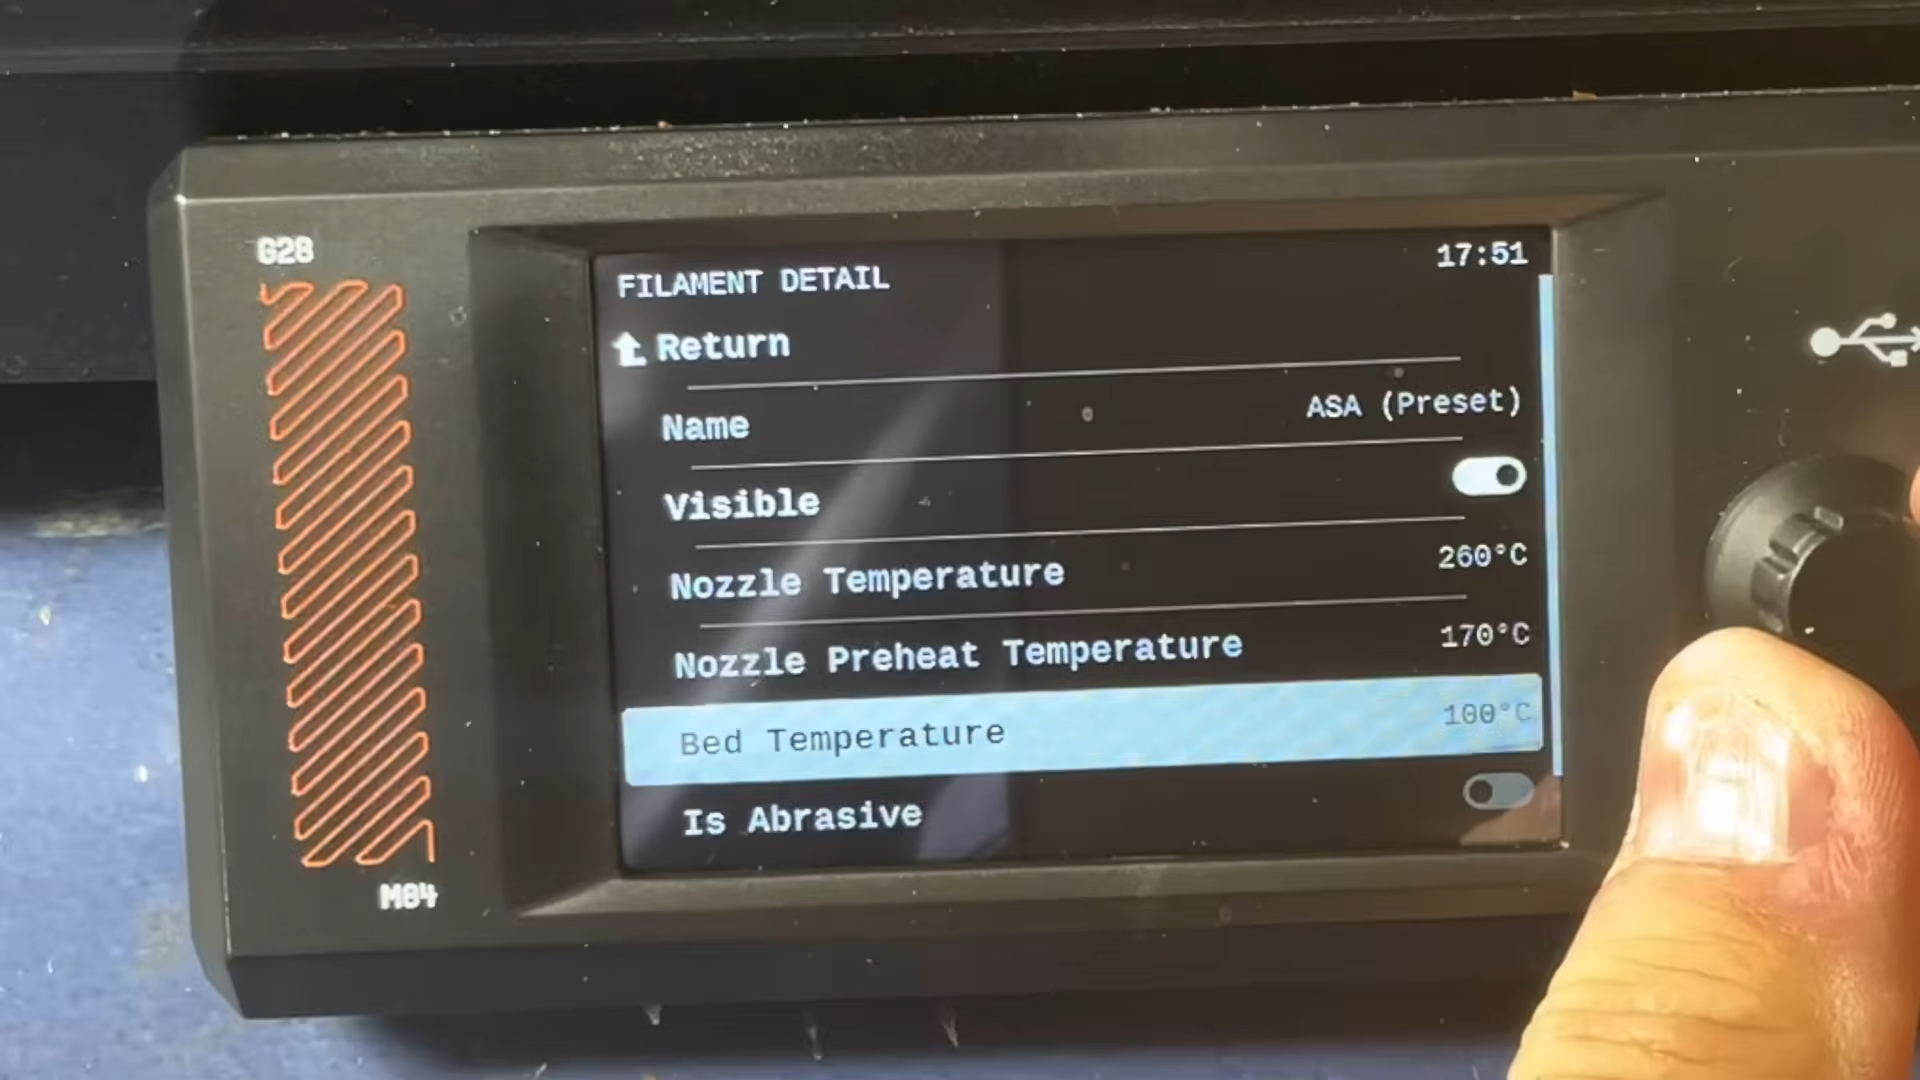 G28
17:51
FILAMENT DETAIL
Return
Name ASA (Preset)
Visible
Nozzle Temperature 260°C
Nozzle Preheat Temperature 170°C
Bed Temperature 100°C
Is Abrasive
M84